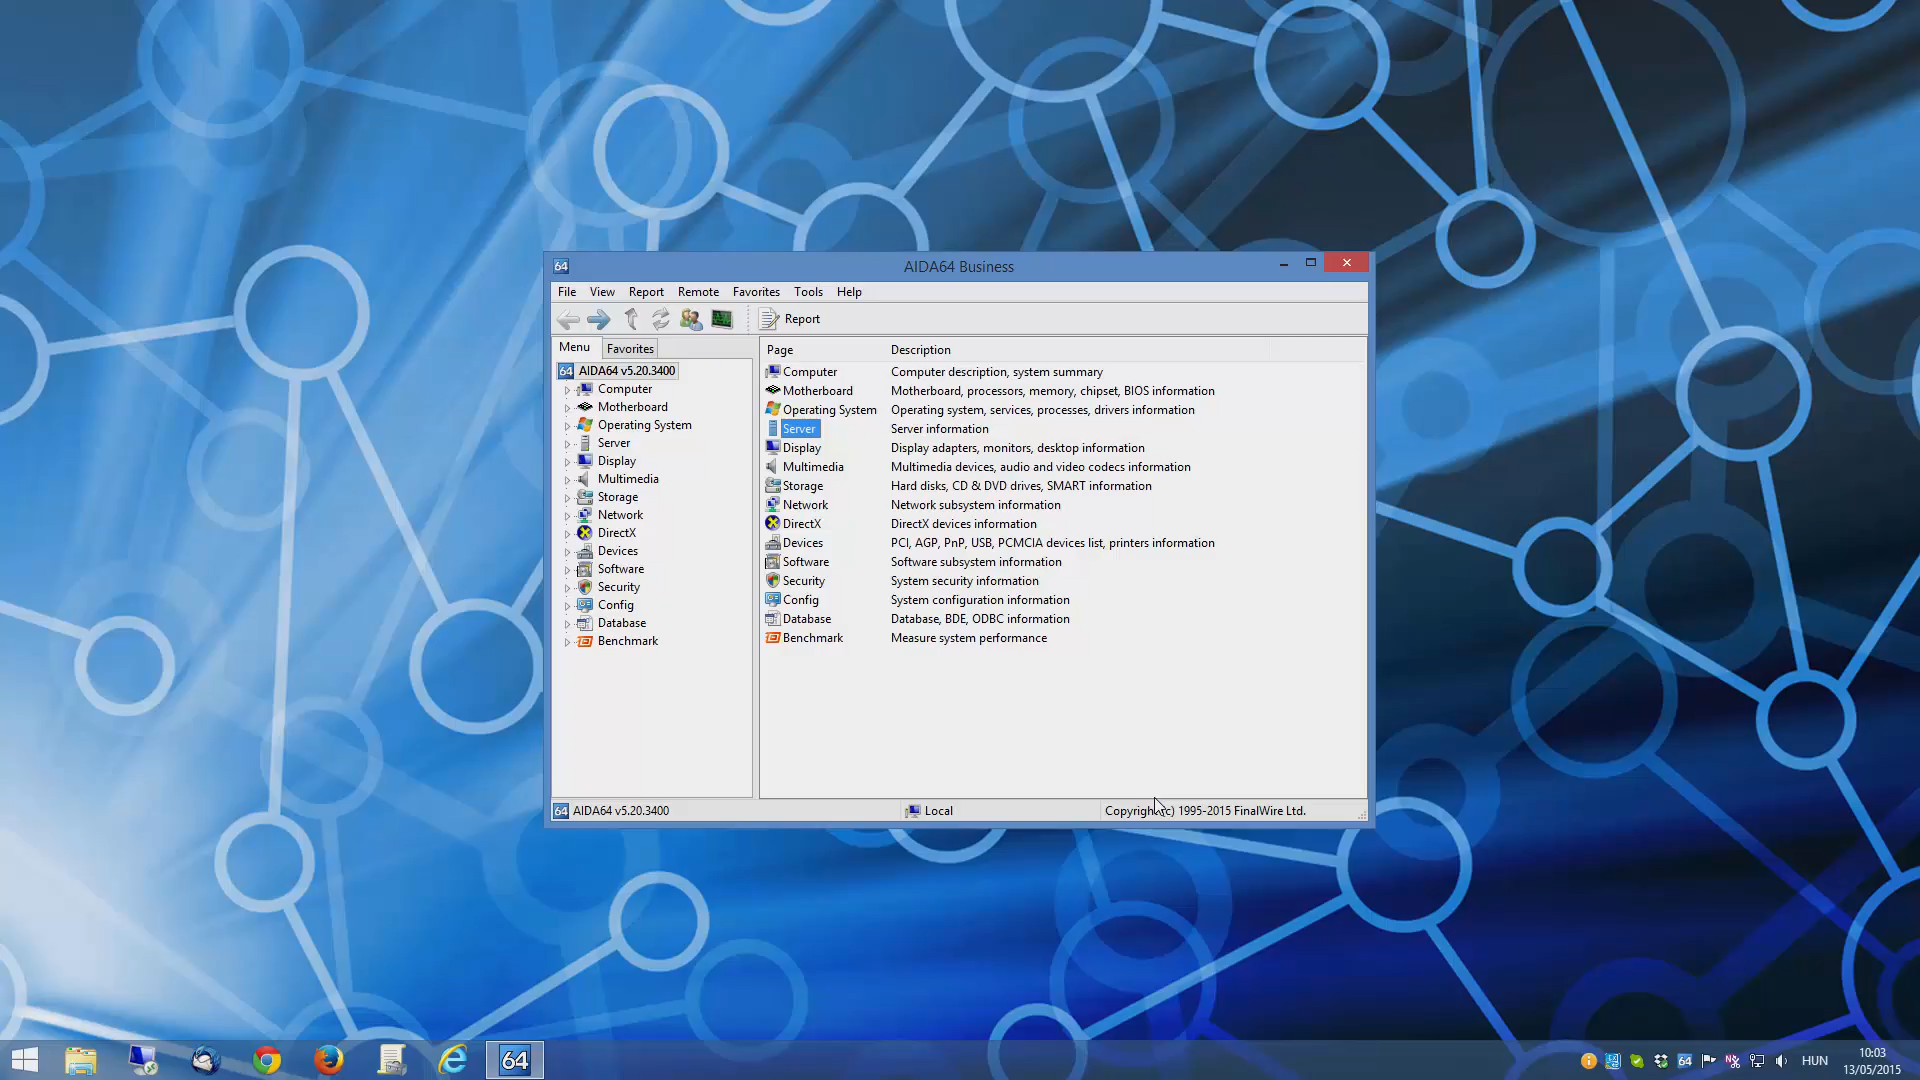 64 AIDA64 Business
File View Report Remote Favorites Tools Help
Report
Menu Favorites
64 AIDA64 v5.20.3400
Computer
Motherboard
Operating System
Server
Display
Multimedia
Storage
Network
DirectX
Devices
Software
Security
Config
Database
Benchmark
Page Description
Computer Computer description, system summary
Motherboard Motherboard, processors, memory, chipset, BIOS information
Operating System Operating system, services, processes, drivers information
Server Server information
Display Display adapters, monitors, desktop information
Multimedia Multimedia devices, audio and video codecs information
Storage Hard disks, CD & DVD drives, SMART information
Network Network subsystem information
DirectX DirectX devices information
Devices PCI, AGP, PnP, USB, PCMCIA devices list, printers information
Software Software subsystem information
Security System security information
Config System configuration information
Database Database, BDE, ODBC information
Benchmark Measure system performance
64 AIDA64 v5.20.3400 Local Copyright (c) 1995-2015 FinalWire Ltd.
64 64 HUN 10:03
13/05/2015